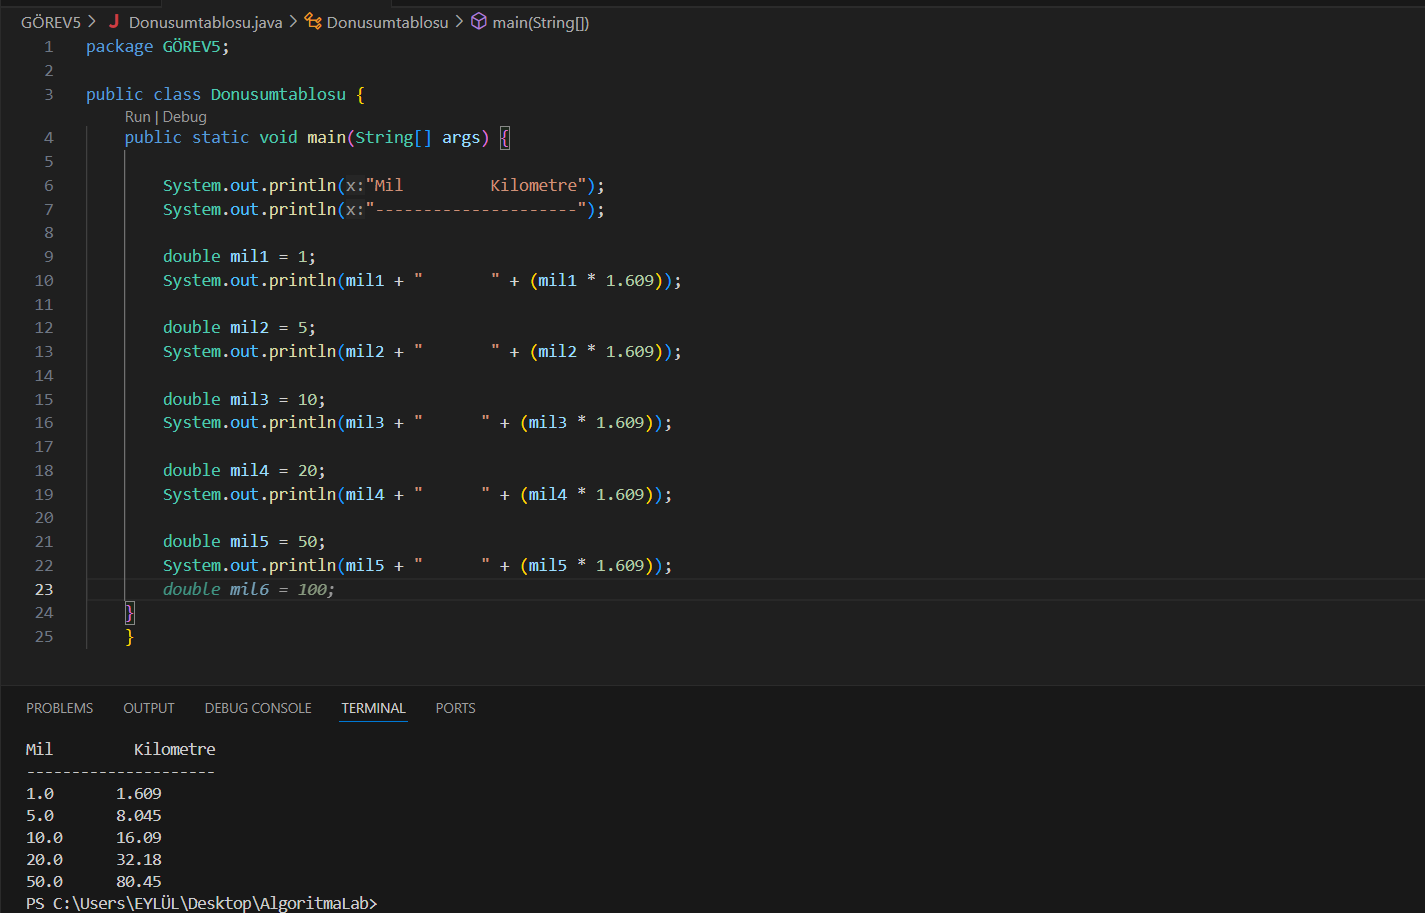 GÖREV5 > J Donusumtablosu.java > Donusumtablosu > main(String[])
1 package GÖREV5;
2
3 public class Donusumtablosu {
Run | Debug
4 public static void main(String[] args) {
5
6 System.out.println(x:"Mil         Kilometre");
7 System.out.println(x:"---------------------");
8
9 double mil1 = 1;
10 System.out.println(mil1 + "       " + (mil1 * 1.609));
11
12 double mil2 = 5;
13 System.out.println(mil2 + "       " + (mil2 * 1.609));
14
15 double mil3 = 10;
16 System.out.println(mil3 + "      " + (mil3 * 1.609));
17
18 double mil4 = 20;
19 System.out.println(mil4 + "      " + (mil4 * 1.609));
20
21 double mil5 = 50;
22 System.out.println(mil5 + "      " + (mil5 * 1.609));
23 double mil6 = 100;
24 }
25 }
PROBLEMS OUTPUT DEBUG CONSOLE TERMINAL PORTS
Mil         Kilometre
---------------------
1.0       1.609
5.0       8.045
10.0      16.09
20.0      32.18
50.0      80.45
PS C:\Users\EYLÜL\Desktop\AlgoritmaLab>